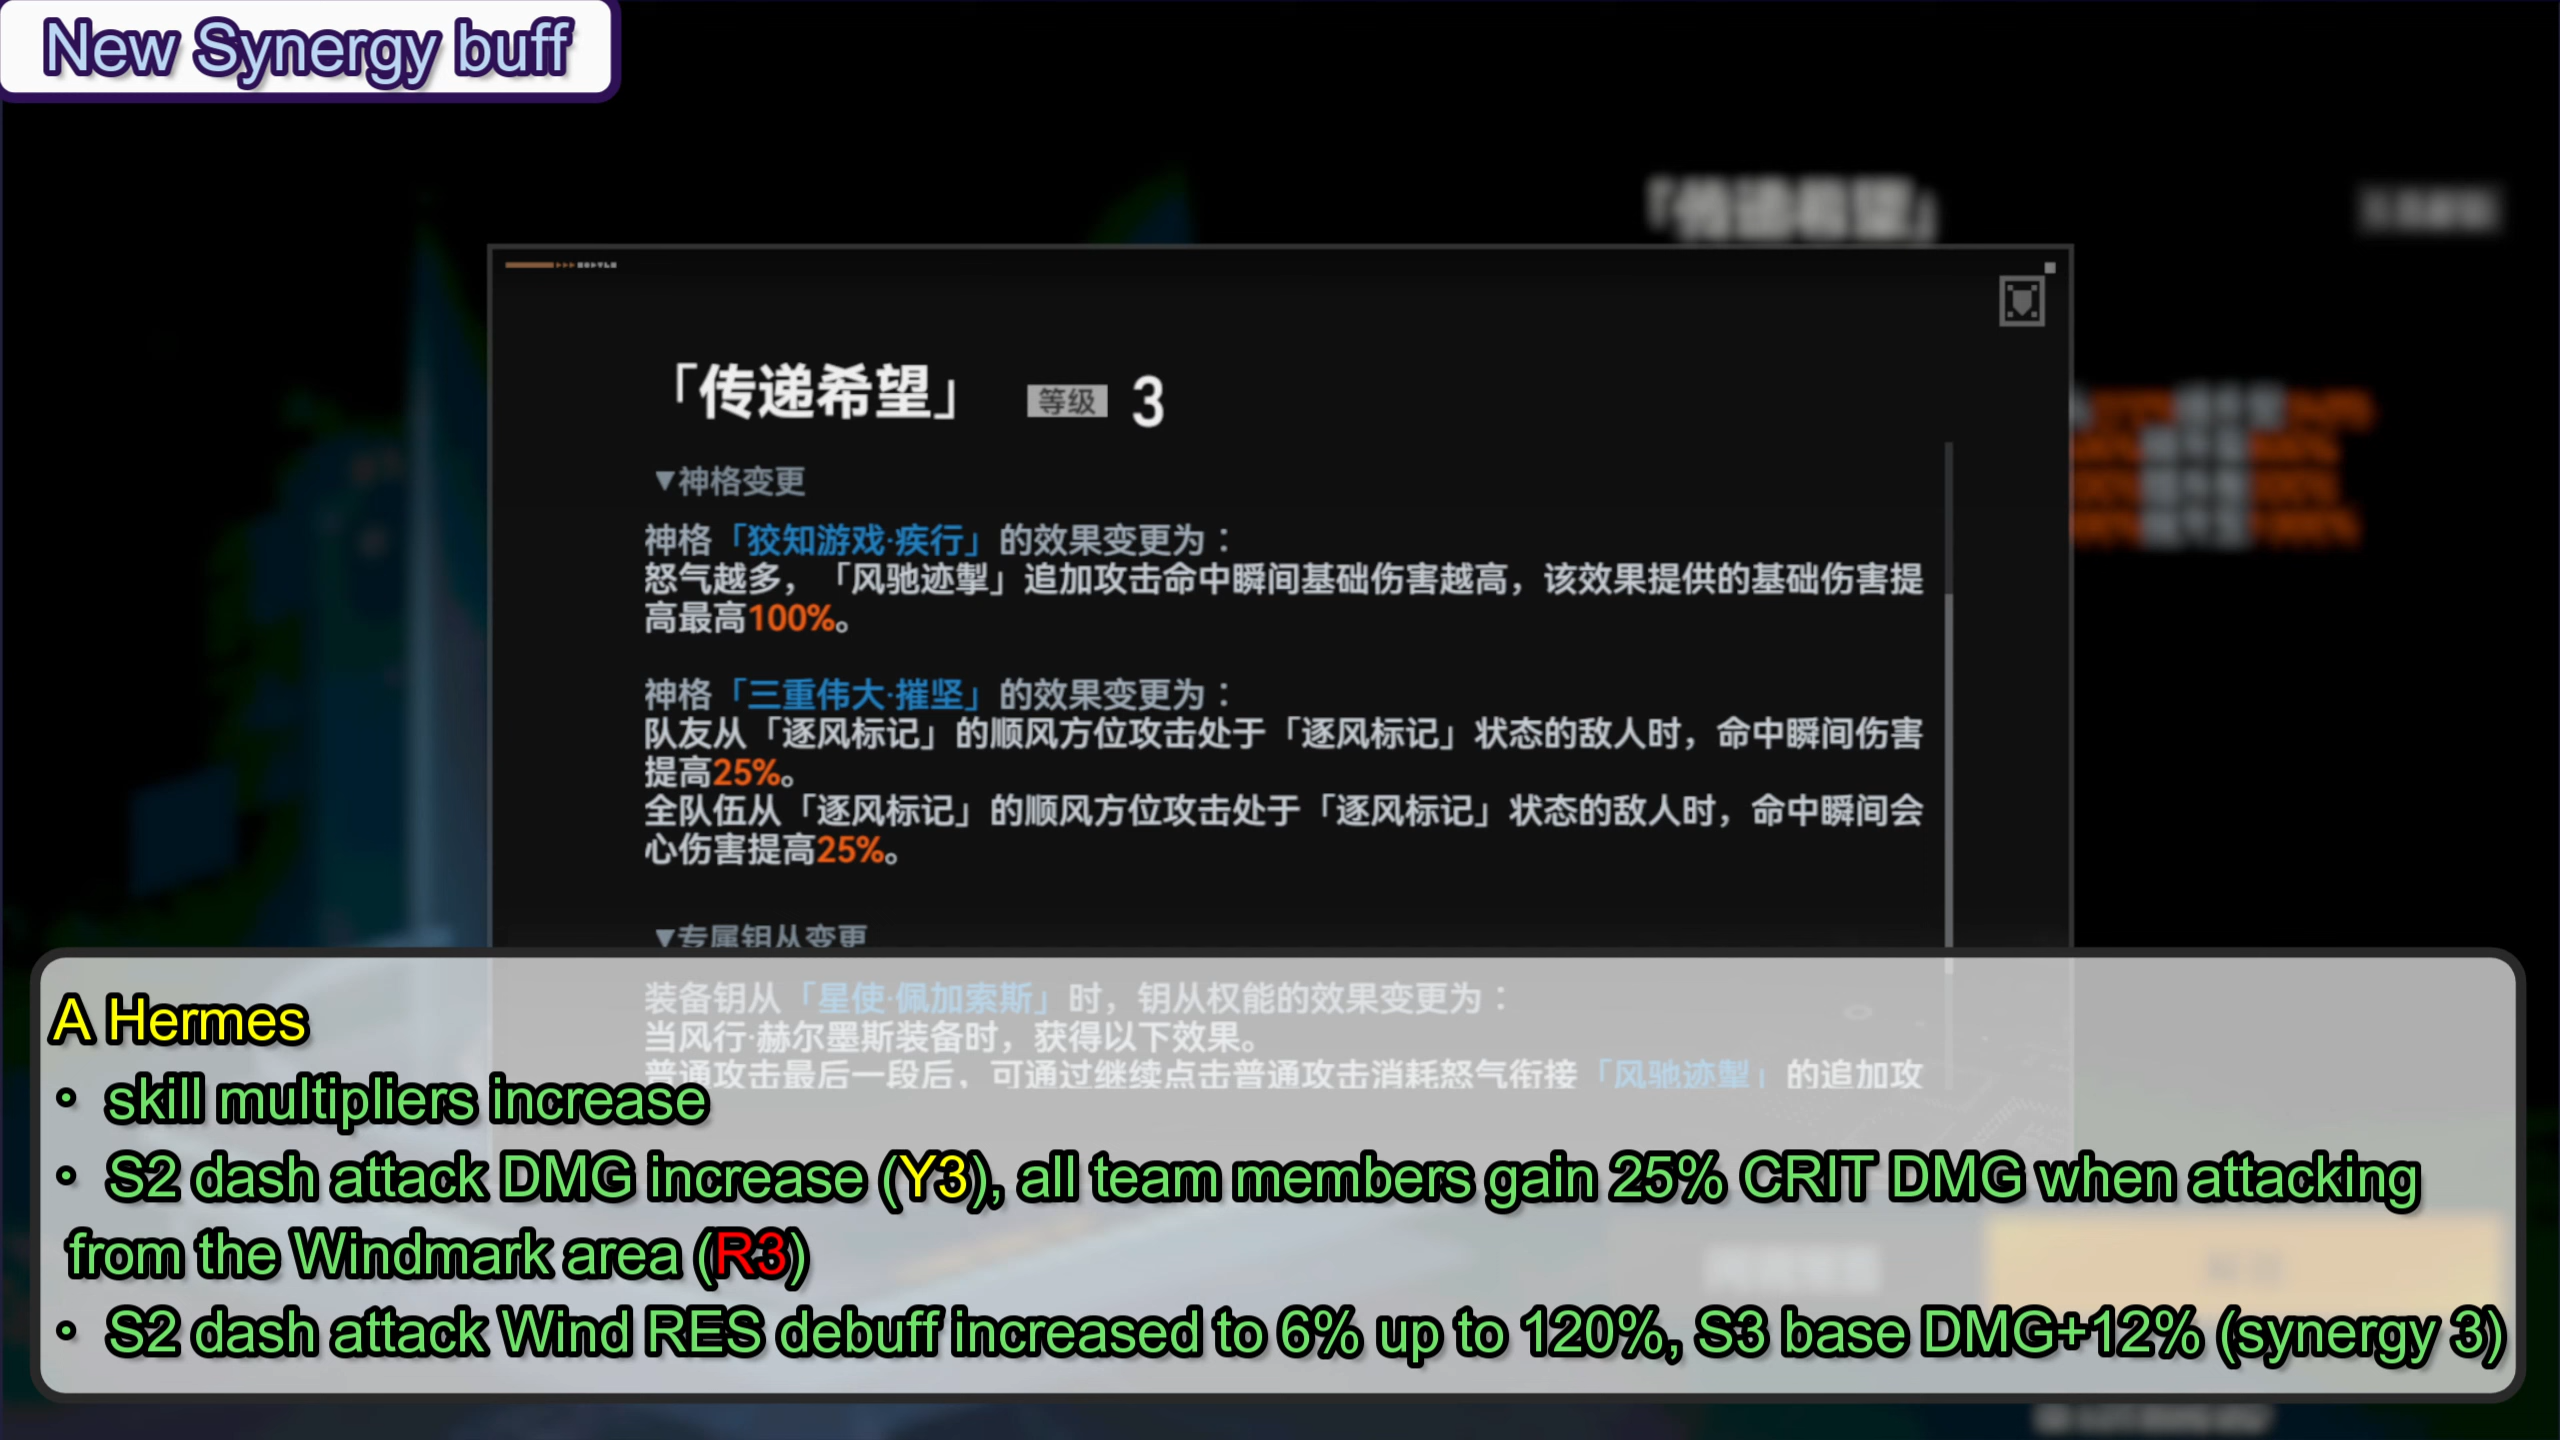 New Synergy buff
「传递希望」
「传递希望」 等级 3
▼神格变更
神格「狡知游戏·疾行」的效果变更为：
怒气越多，「风驰迹掣」追加攻击命中瞬间基础伤害越高，该效果提供的基础伤害提
高最高100%。
神格「三重伟大·摧坚」的效果变更为：
队友从「逐风标记」的顺风方位攻击处于「逐风标记」状态的敌人时，命中瞬间伤害
提高25%。
全队伍从「逐风标记」的顺风方位攻击处于「逐风标记」状态的敌人时，命中瞬间会
心伤害提高25%。
▼专属钥从变更
装备钥从「星使·佩加索斯」时，钥从权能的效果变更为：
当风行·赫尔墨斯装备时，获得以下效果。
普通攻击最后一段后，可通过继续点击普通攻击消耗怒气衔接「风驰迹掣」的追加攻
A Hermes
• skill multipliers increase
• S2 dash attack DMG increase (Y3), all team members gain 25% CRIT DMG when attacking
from the Windmark area (R3)
• S2 dash attack Wind RES debuff increased to 6% up to 120%, S3 base DMG+12% (synergy 3)